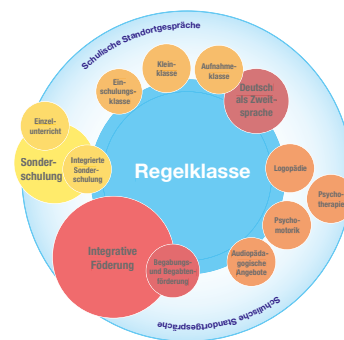 Schulische Standortgespräche
Klein-
klasse
Aufnahme-
klasse
Ein-
schulungs-
klasse
Deutsch
als Zweit-
sprache
Einzel-
unterricht
Sonder-
schulung
Integrierte
Sonder-
schulung
Regelklasse
Logopädie
Psycho-
therapie
Psycho-
motorik
Audiopäda-
gogische
Angebote
Integrative
Föderung
Begabungs-
und Begabten-
förderung
Schulische Standortgespräche